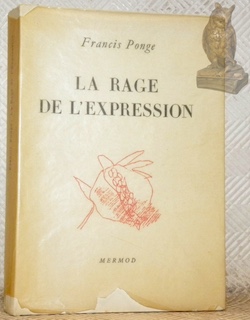 Francis Ponge
LA RAGE
DE L'EXPRESSION
MERMOD